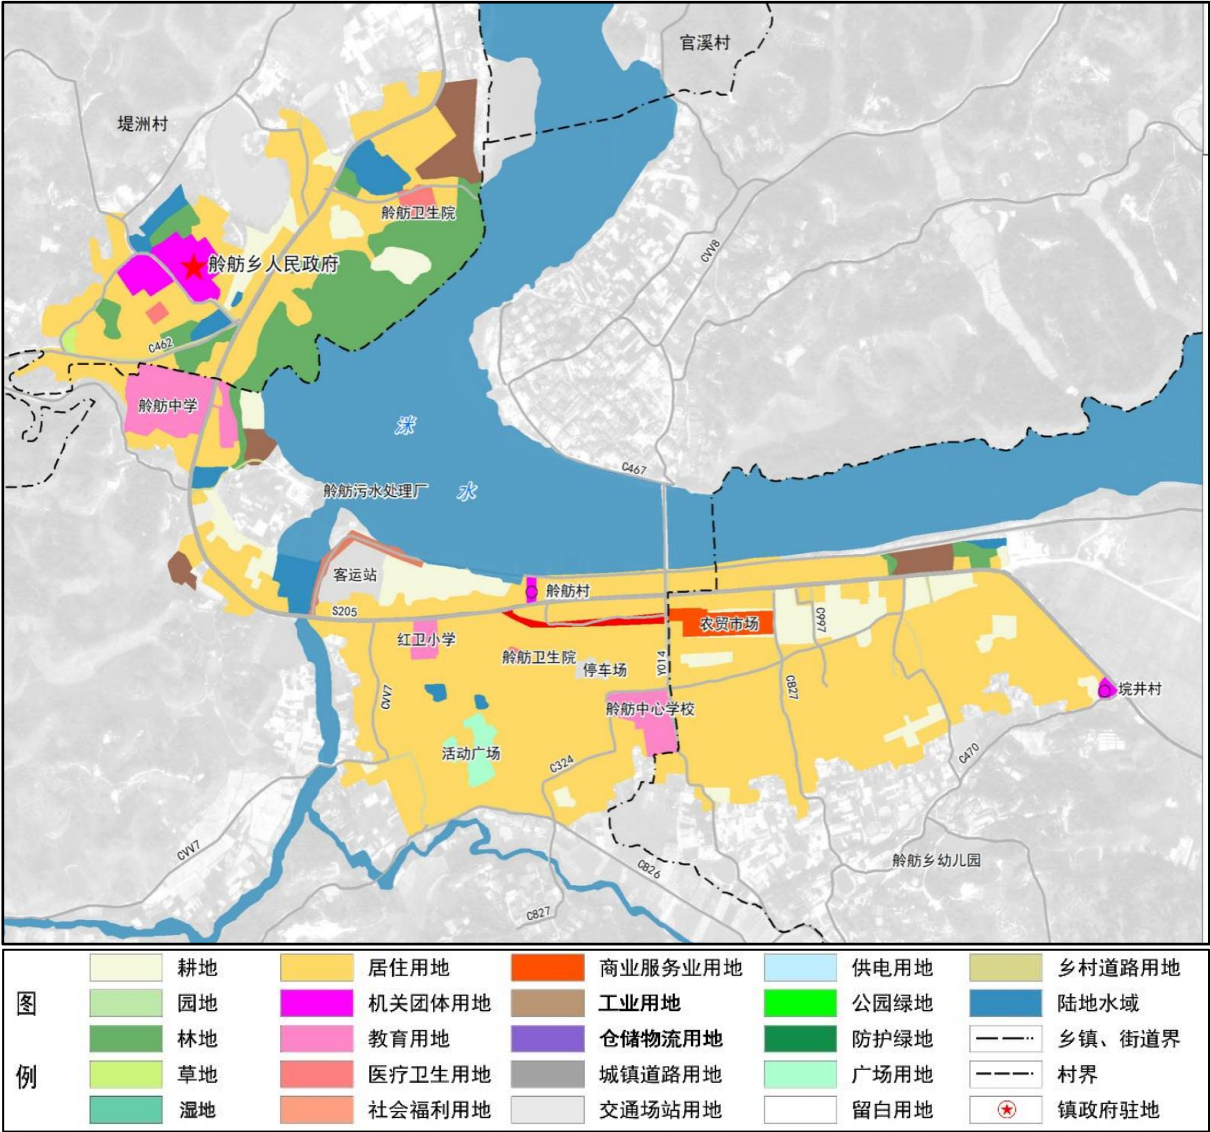 官溪村
堤洲村
CVV8
舲舫卫生院
舲舫乡人民政府
C462
舲舫中学
洣
水
C467
舲舫污水处理厂
客运站
舲舫村
S205
农贸市场
C997
红卫小学
舲舫卫生院
停车场
Y014
CVV7
CB27
垸井村
舲舫中心学校
活动广场
C324
C470
CVV7
CB26
舲舫乡幼儿园
CB27
图例
耕地
居住用地
商业服务业用地
供电用地
乡村道路用地
园地
机关团体用地
工业用地
公园绿地
陆地水域
林地
教育用地
仓储物流用地
防护绿地
乡镇、街道界
草地
医疗卫生用地
城镇道路用地
广场用地
村界
湿地
社会福利用地
交通场站用地
留白用地
镇政府驻地